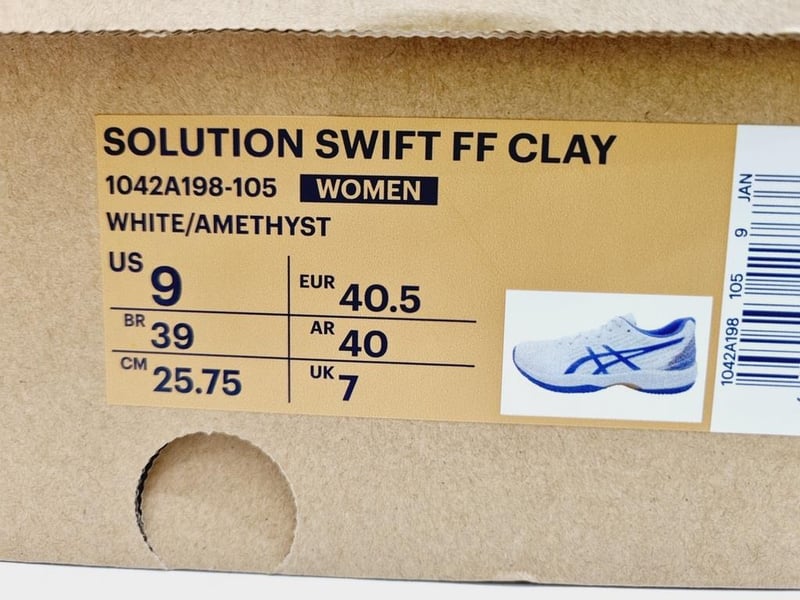 SOLUTION SWIFT FF CLAY
1042A198-105 WOMEN
WHITE/AMETHYST
US 9 EUR 40.5
BR 39 AR 40
CM 25.75 UK 7
1042A198 105 9 JAN